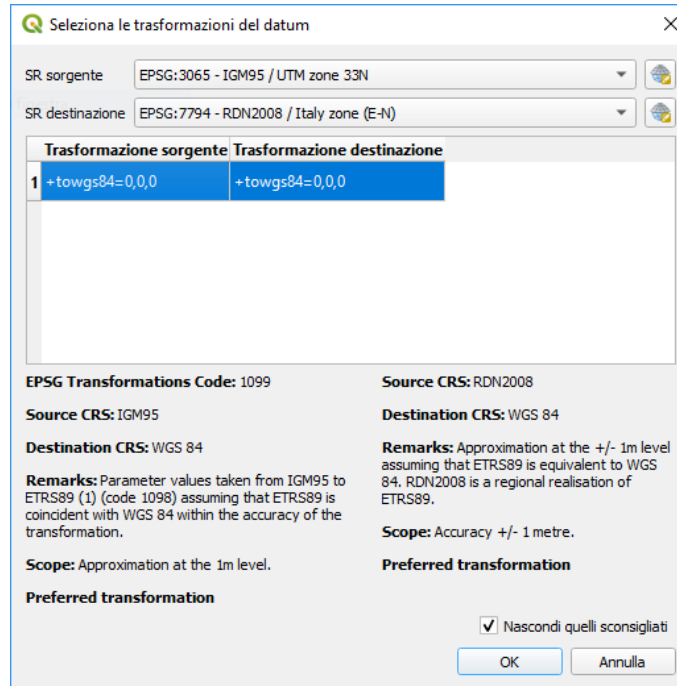 Seleziona le trasformazioni del datum
SR sorgente EPSG:3065 - IGM95 / UTM zone 33N
SR destinazione EPSG:7794 - RDN2008 / Italy zone (E-N)
Trasformazione sorgente Trasformazione destinazione
1 +towgs84=0,0,0 +towgs84=0,0,0
EPSG Transformations Code: 1099
Source CRS: IGM95
Destination CRS: WGS 84
Remarks: Parameter values taken from IGM95 to
ETRS89 (1) (code 1098) assuming that ETRS89 is
coincident with WGS 84 within the accuracy of the
transformation.
Scope: Approximation at the 1m level.
Preferred transformation
Source CRS: RDN2008
Destination CRS: WGS 84
Remarks: Approximation at the +/- 1m level
assuming that ETRS89 is equivalent to WGS
84. RDN2008 is a regional realisation of
ETRS89.
Scope: Accuracy +/- 1 metre.
Preferred transformation
Nascondi quelli sconsigliati
OK Annulla